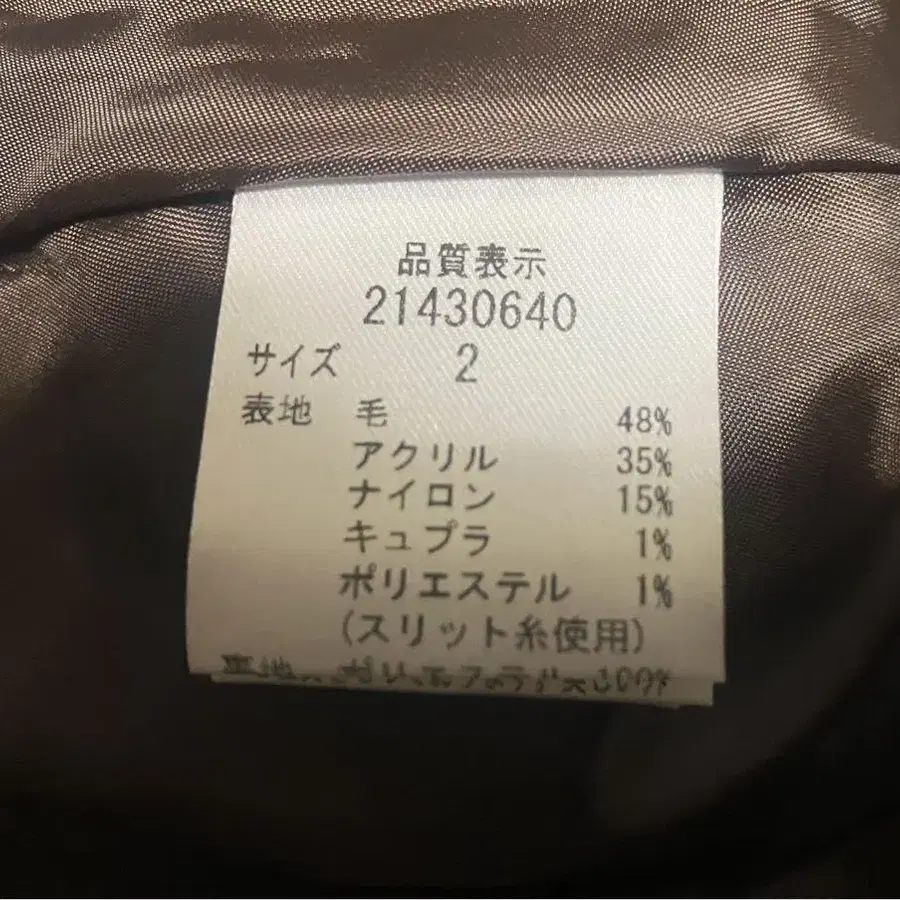 品質表示
21430640
サイズ 2
表地 毛 48%
アクリル 35%
ナイロン 15%
キュプラ 1%
ポリエステル 1%
(スリット糸使用)